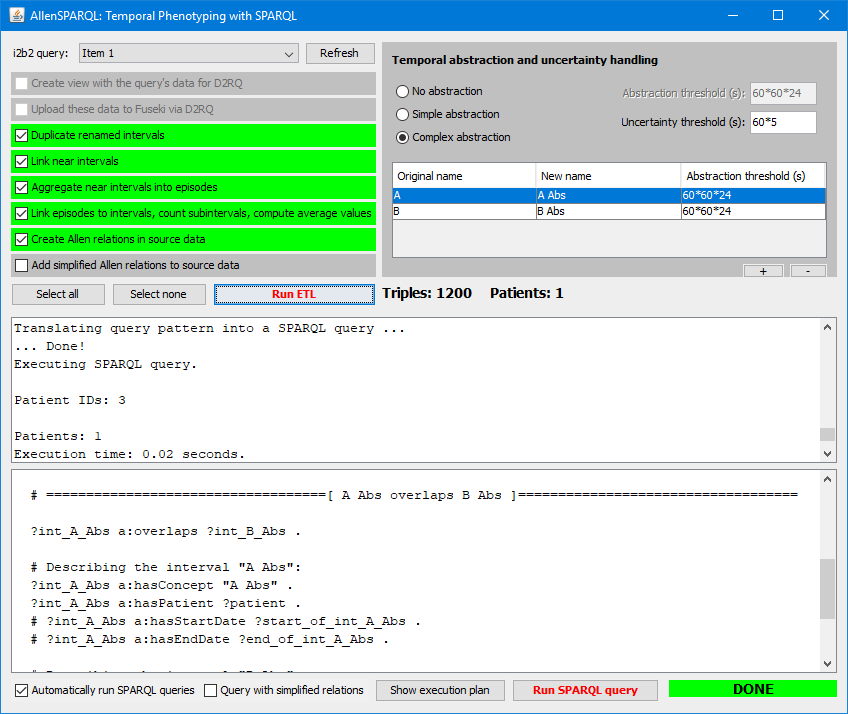 AllenSPARQL: Temporal Phenotyping with SPARQL
i2b2 query: Item 1 Refresh
Create view with the query's data for D2RQ
Upload these data to Fuseki via D2RQ
Duplicate renamed intervals
Link near intervals
Aggregate near intervals into episodes
Link episodes to intervals, count subintervals, compute average values
Create Allen relations in source data
Add simplified Allen relations to source data
Temporal abstraction and uncertainty handling
No abstraction
Simple abstraction
Complex abstraction
Abstraction threshold (s): 60*60*24
Uncertainty threshold (s): 60*5
Original name New name Abstraction threshold (s)
A A Abs 60*60*24
B B Abs 60*60*24
+ -
Select all Select none Run ETL Triples: 1200 Patients: 1
Translating query pattern into a SPARQL query ...
... Done!
Executing SPARQL query.
Patient IDs: 3
Patients: 1
Execution time: 0.02 seconds.
# ===================================[ A Abs overlaps B Abs ]===================================
?int_A_Abs a:overlaps ?int_B_Abs .
# Describing the interval "A Abs":
?int_A_Abs a:hasConcept "A Abs" .
?int_A_Abs a:hasPatient ?patient .
# ?int_A_Abs a:hasStartDate ?start_of_int_A_Abs .
# ?int_A_Abs a:hasEndDate ?end_of_int_A_Abs .
Automatically run SPARQL queries Query with simplified relations Show execution plan Run SPARQL query DONE